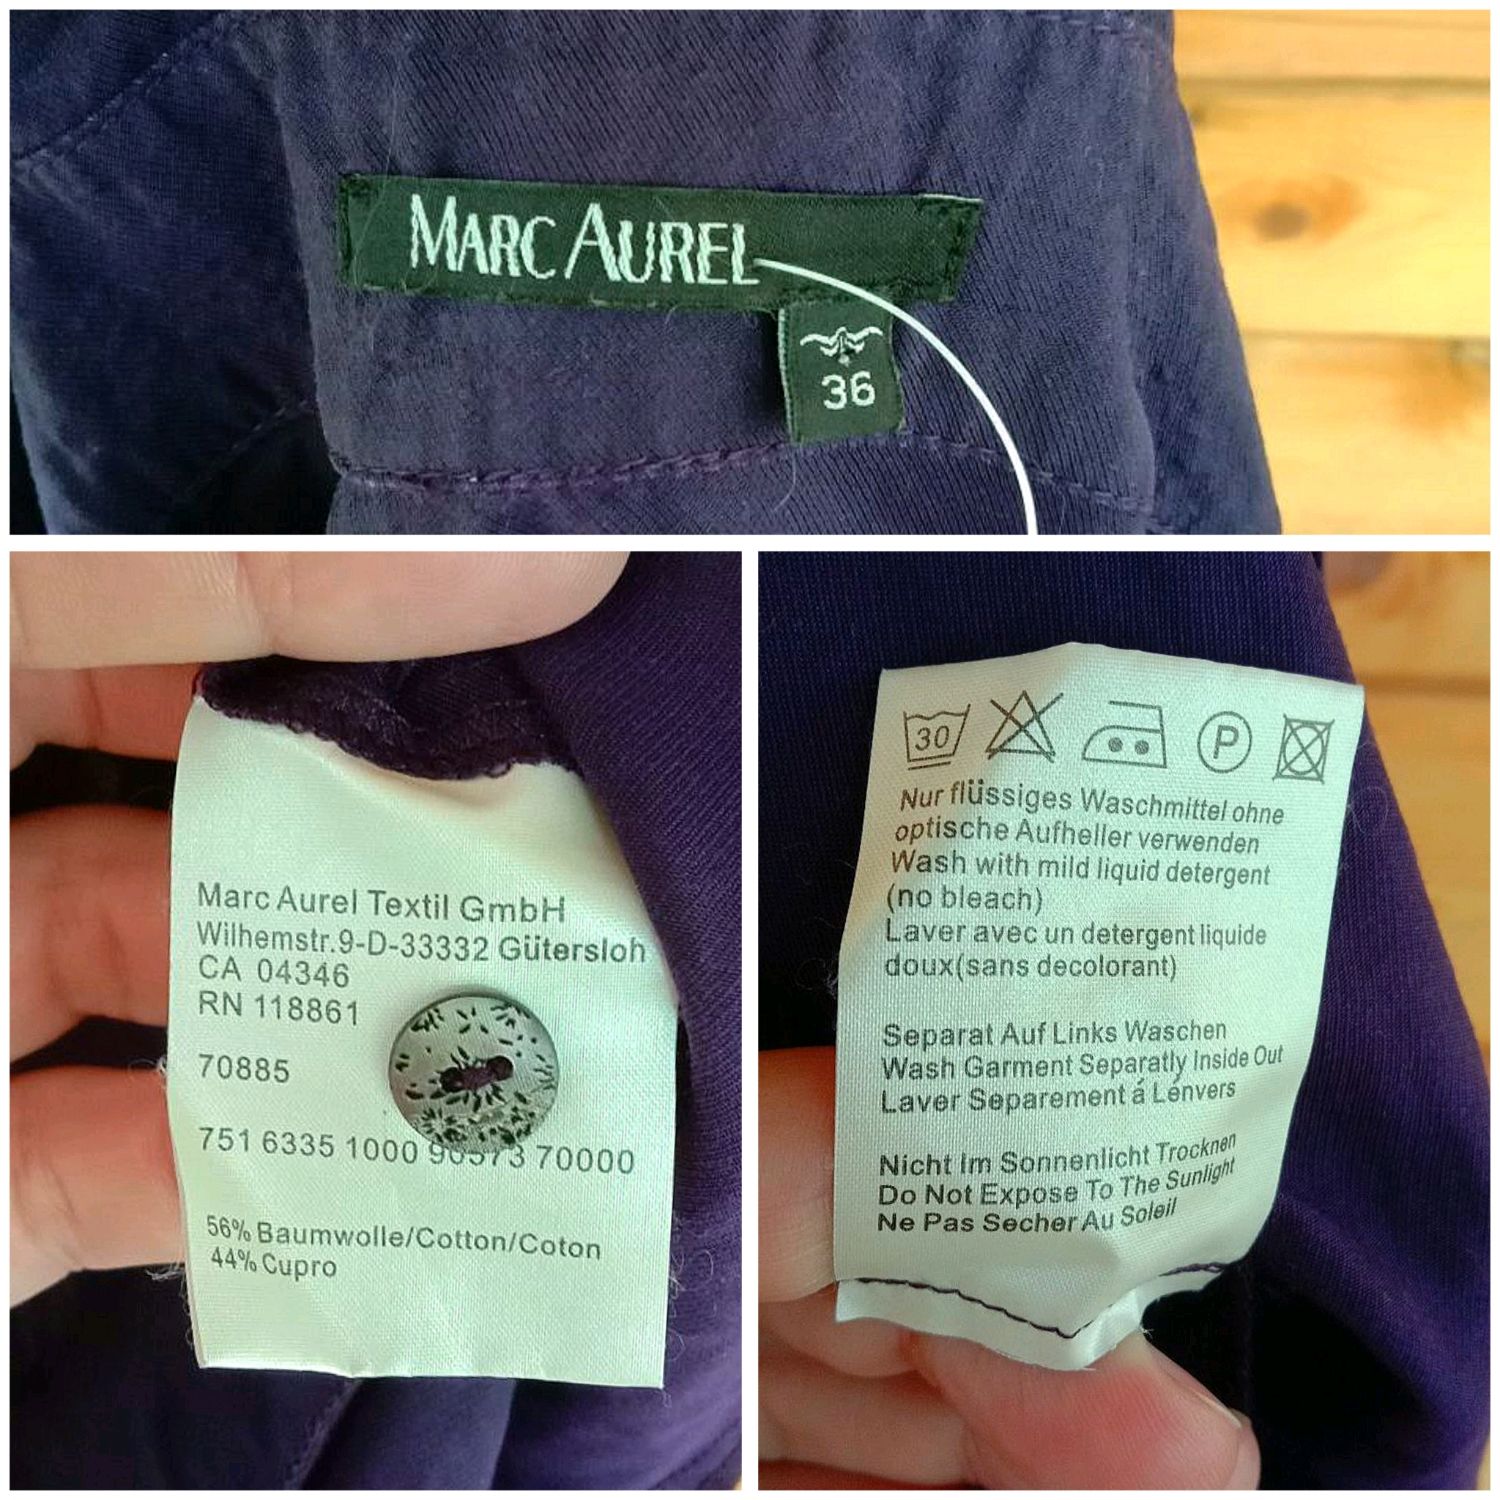 MARC AUREL
36
Marc Aurel Textil GmbH
Wilhemstr.9-D-33332 Gütersloh
CA 04346
RN 118861
70885
751 6335 1000 90573 70000
56% Baumwolle/Cotton/Coton
44% Cupro
30
P
Nur flüssiges Waschmittel ohne
optische Aufheller verwenden
Wash with mild liquid detergent
(no bleach)
Laver avec un detergent liquide
doux(sans decolorant)
Separat Auf Links Waschen
Wash Garment Separatly Inside Out
Laver Separement á Lénvers
Nicht Im Sonnenlicht Trocknen
Do Not Expose To The Sunlight
Ne Pas Secher Au Soleil